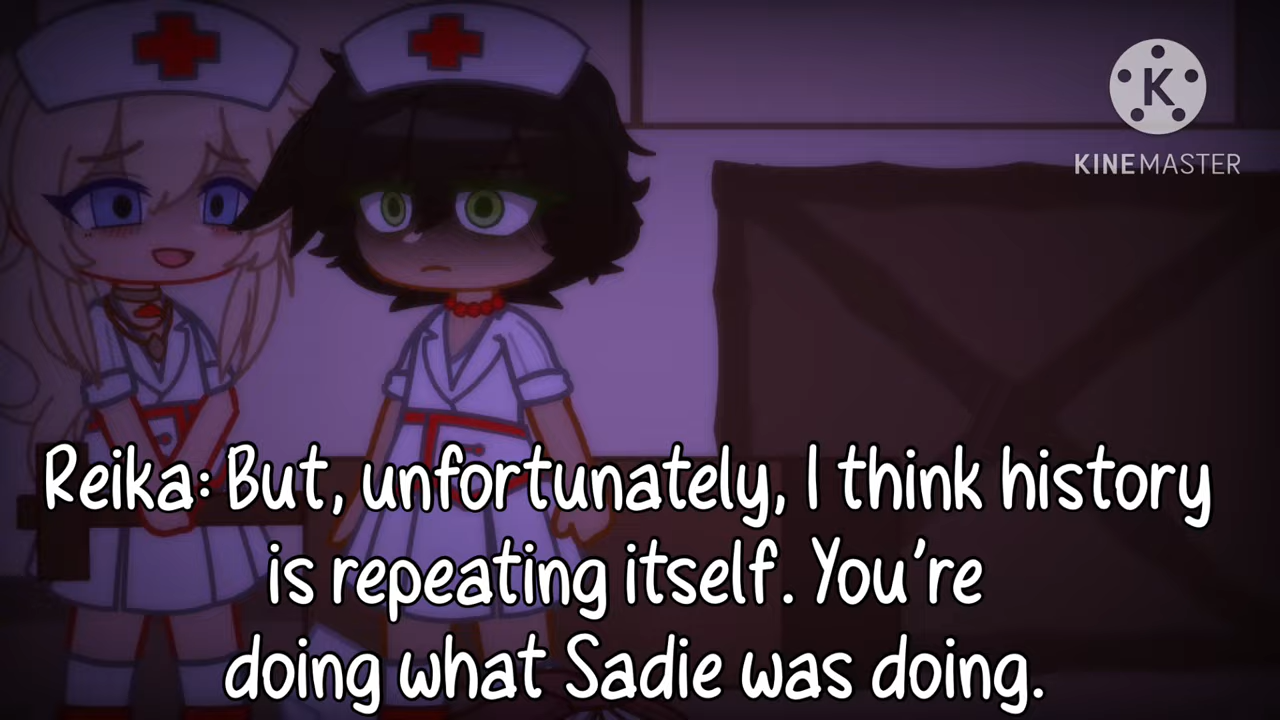 K
KINEMASTER
Reika: But, unfortunately, I think history
is repeating itself. You're
doing what Sadie was doing.